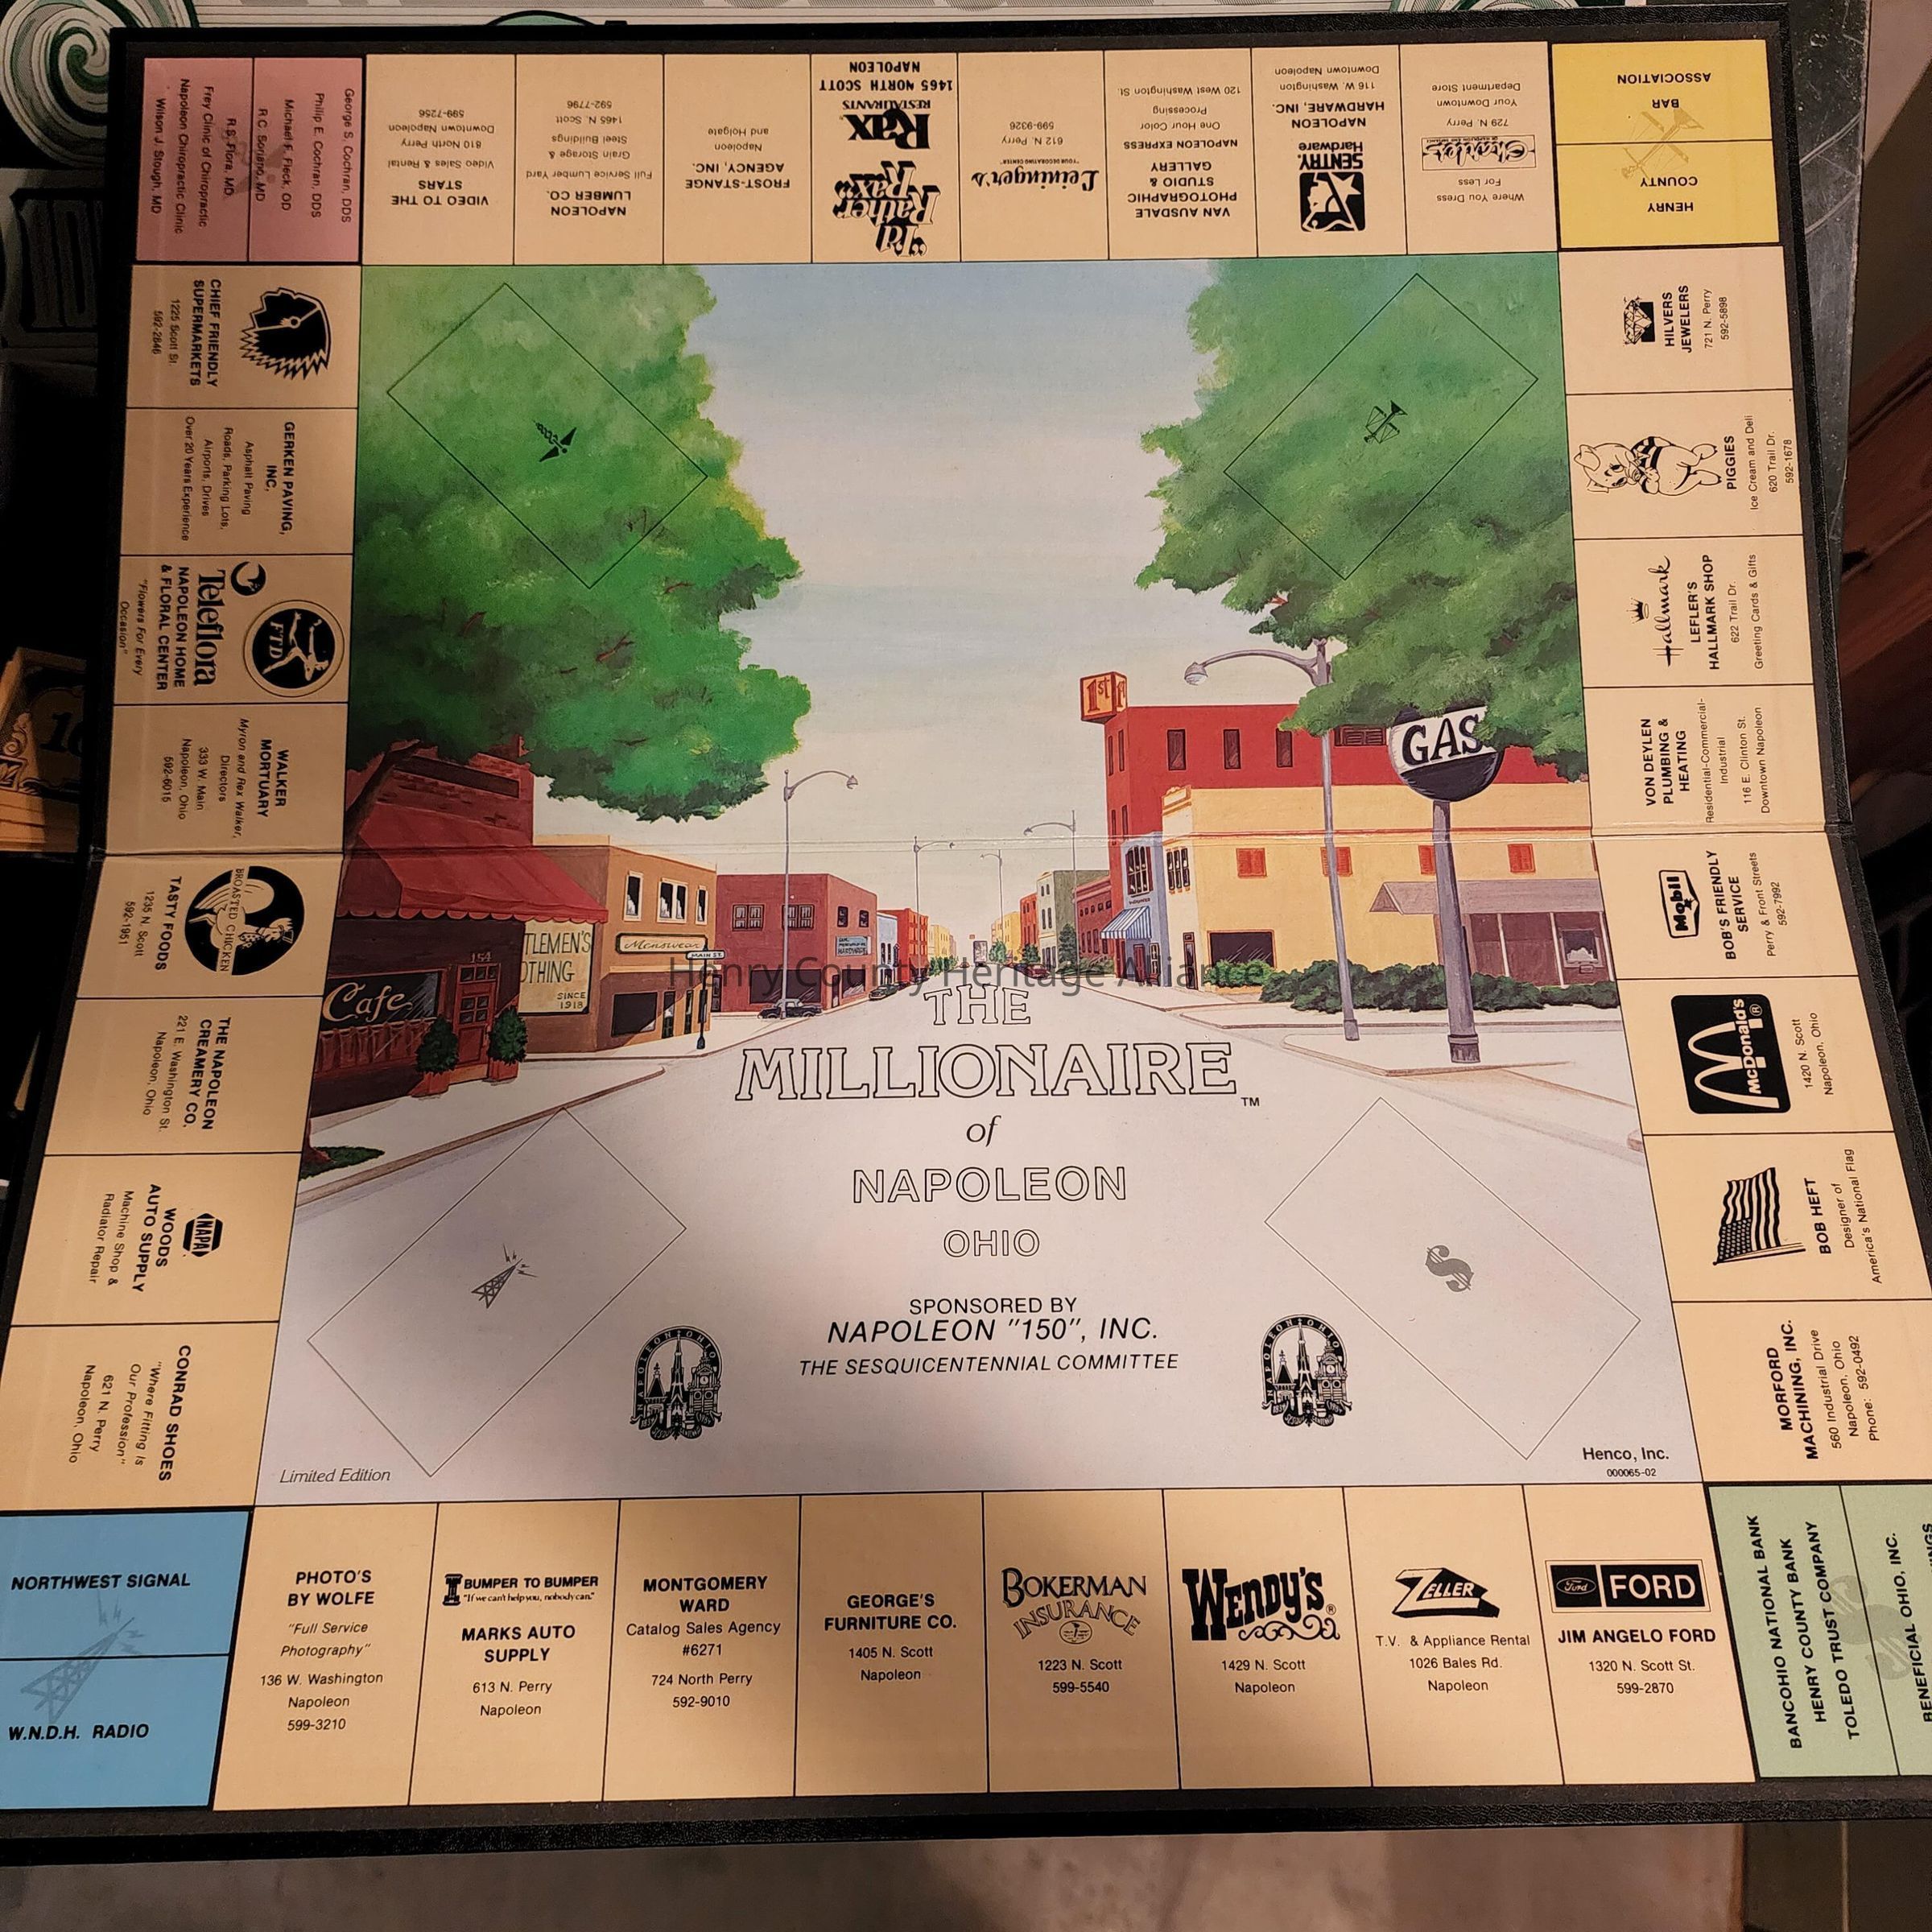 George S. Cochran, DDS
Philip E. Cochran, DDS
Michael F. Fleck, OD
R.C. Soriano, MD
R.S. Flora, MD
Frey Clinic of Chiropractic
Napoleon Chiropractic Clinic
Wilson J. Stough, MD
VIDEO TO THE
STARS
Video Sales & Rental
810 North Perry
Downtown Napoleon
599-7256
NAPOLEON
LUMBER CO.
Full Service Lumber Yard
Grain Storage &
Steel Buildings
1465 N. Scott
592-7796
FROST-STANGE
AGENCY, INC.
Napoleon
and Holgate
"I'd
Rather
Rax"
Rax
RESTAURANTS
1465 NORTH SCOTT
NAPOLEON
Leininger's
"YOUR DECORATING CENTER"
612 N. Perry
599-9326
VAN AUSDALE
PHOTOGRAPHIC
STUDIO &
GALLERY
NAPOLEON EXPRESS
One Hour Color
Processing
120 West Washington St.
SENTRY
Hardware
NAPOLEON
HARDWARE, INC.
116 W. Washington
Downtown Napoleon
Where You Dress
For Less
729 N. Perry
Your Downtown
Department Store
HENRY
COUNTY
BAR
ASSOCIATION
HILVERS
JEWELERS
721 N. Perry
592-5898
PIGGIES
Ice Cream and Deli
620 Trail Dr.
592-1678
Hallmark
LEFLER'S
HALLMARK SHOP
622 Trail Dr.
Greeting Cards & Gifts
VON DEYLEN
PLUMBING &
HEATING
Residential-Commercial-
Industrial
116 E. Clinton St.
Downtown Napoleon
Mobil
BOB'S FRIENDLY
SERVICE
Perry & Front Streets
592-7992
McDonald's®
1420 N. Scott
Napoleon, Ohio
BOB HEFT
Designer of
America's National Flag
MORFORD
MACHINING, INC.
560 Industrial Drive
Napoleon, Ohio
Phone: 592-0492
BANCOHIO NATIONAL BANK
HENRY COUNTY BANK
TOLEDO TRUST COMPANY
BENEFICIAL OHIO, INC.
FORD
FORD
JIM ANGELO FORD
1320 N. Scott St.
599-2870
ZELLER
T.V. & Appliance Rental
1026 Bales Rd.
Napoleon
WENDY'S®
1429 N. Scott
Napoleon
BOKERMAN
INSURANCE
1223 N. Scott
599-5540
GEORGE'S
FURNITURE CO.
1405 N. Scott
Napoleon
MONTGOMERY
WARD
Catalog Sales Agency
#6271
724 North Perry
592-9010
BUMPER TO BUMPER
"If we can't help you, nobody can."
MARKS AUTO
SUPPLY
613 N. Perry
Napoleon
PHOTO'S
BY WOLFE
"Full Service
Photography"
136 W. Washington
Napoleon
599-3210
NORTHWEST SIGNAL
W.N.D.H. RADIO
CONRAD SHOES
"Where Fitting Is
Our Profession"
621 N. Perry
Napoleon, Ohio
NAPA
WOODS
AUTO SUPPLY
Machine Shop &
Radiator Repair
THE NAPOLEON
CREAMERY CO.
221 E. Washington St.
Napoleon, Ohio
BROASTED CHICKEN
TASTY FOODS
1235 N. Scott
592-1951
WALKER
MORTUARY
Myron and Rex Walker,
Directors
333 W. Main
Napoleon, Ohio
592-6015
FTD
Teleflora
NAPOLEON HOME
& FLORAL CENTER
"Flowers For Every
Occasion"
GERKEN PAVING,
INC.
Asphalt Paving
Roads, Parking Lots,
Airports, Drives
Over 20 Years Experience
CHIEF FRIENDLY
SUPERMARKETS
1225 Scott St.
592-2846
1st
GAS
TLEMEN'S
OTHING
SINCE
1918
Menswear
MAIN ST.
154
Cafe
Henry County Heritage Alliance
THE
MILLIONAIRE™
of
NAPOLEON
OHIO
SPONSORED BY
NAPOLEON "150", INC.
THE SESQUICENTENNIAL COMMITTEE
NAPOLEON OHIO
NAPOLEON OHIO
$
Limited Edition
Henco, Inc.
000065-02